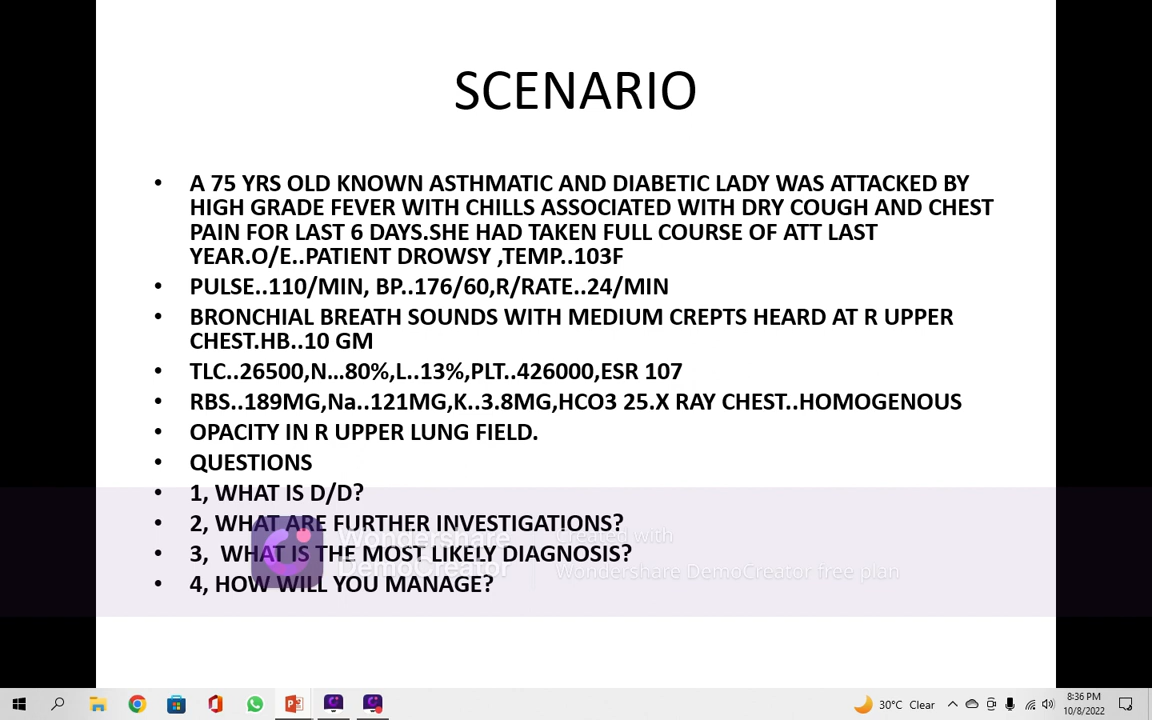 SCENARIO
• A 75 YRS OLD KNOWN ASTHMATIC AND DIABETIC LADY WAS ATTACKED BY
HIGH GRADE FEVER WITH CHILLS ASSOCIATED WITH DRY COUGH AND CHEST
PAIN FOR LAST 6 DAYS.SHE HAD TAKEN FULL COURSE OF ATT LAST
YEAR.O/E..PATIENT DROWSY ,TEMP..103F
• PULSE..110/MIN, BP..176/60,R/RATE..24/MIN
• BRONCHIAL BREATH SOUNDS WITH MEDIUM CREPTS HEARD AT R UPPER
CHEST.HB..10 GM
• TLC..26500,N...80%,L..13%,PLT..426000,ESR 107
• RBS..189MG,Na..121MG,K..3.8MG,HCO3 25.X RAY CHEST..HOMOGENOUS
• OPACITY IN R UPPER LUNG FIELD.
• QUESTIONS
• 1, WHAT IS D/D?
• 2, WHAT ARE FURTHER INVESTIGATIONS?
• 3,  WHAT IS THE MOST LIKELY DIAGNOSIS?
• 4, HOW WILL YOU MANAGE?
Wondershare
DemoCreator
Created with
Wondershare DemoCreator free plan
30°C Clear
8:36 PM
10/8/2022